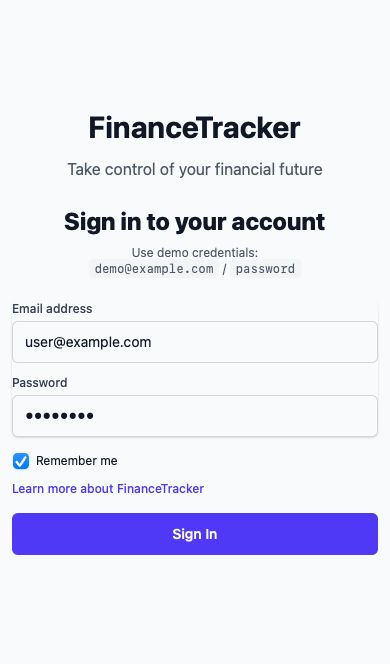 FinanceTracker
Take control of your financial future
Sign in to your account
Use demo credentials:
demo@example.com / password
Email address
user@example.com
Password
●●●●●●●●
Remember me
Learn more about FinanceTracker
Sign In